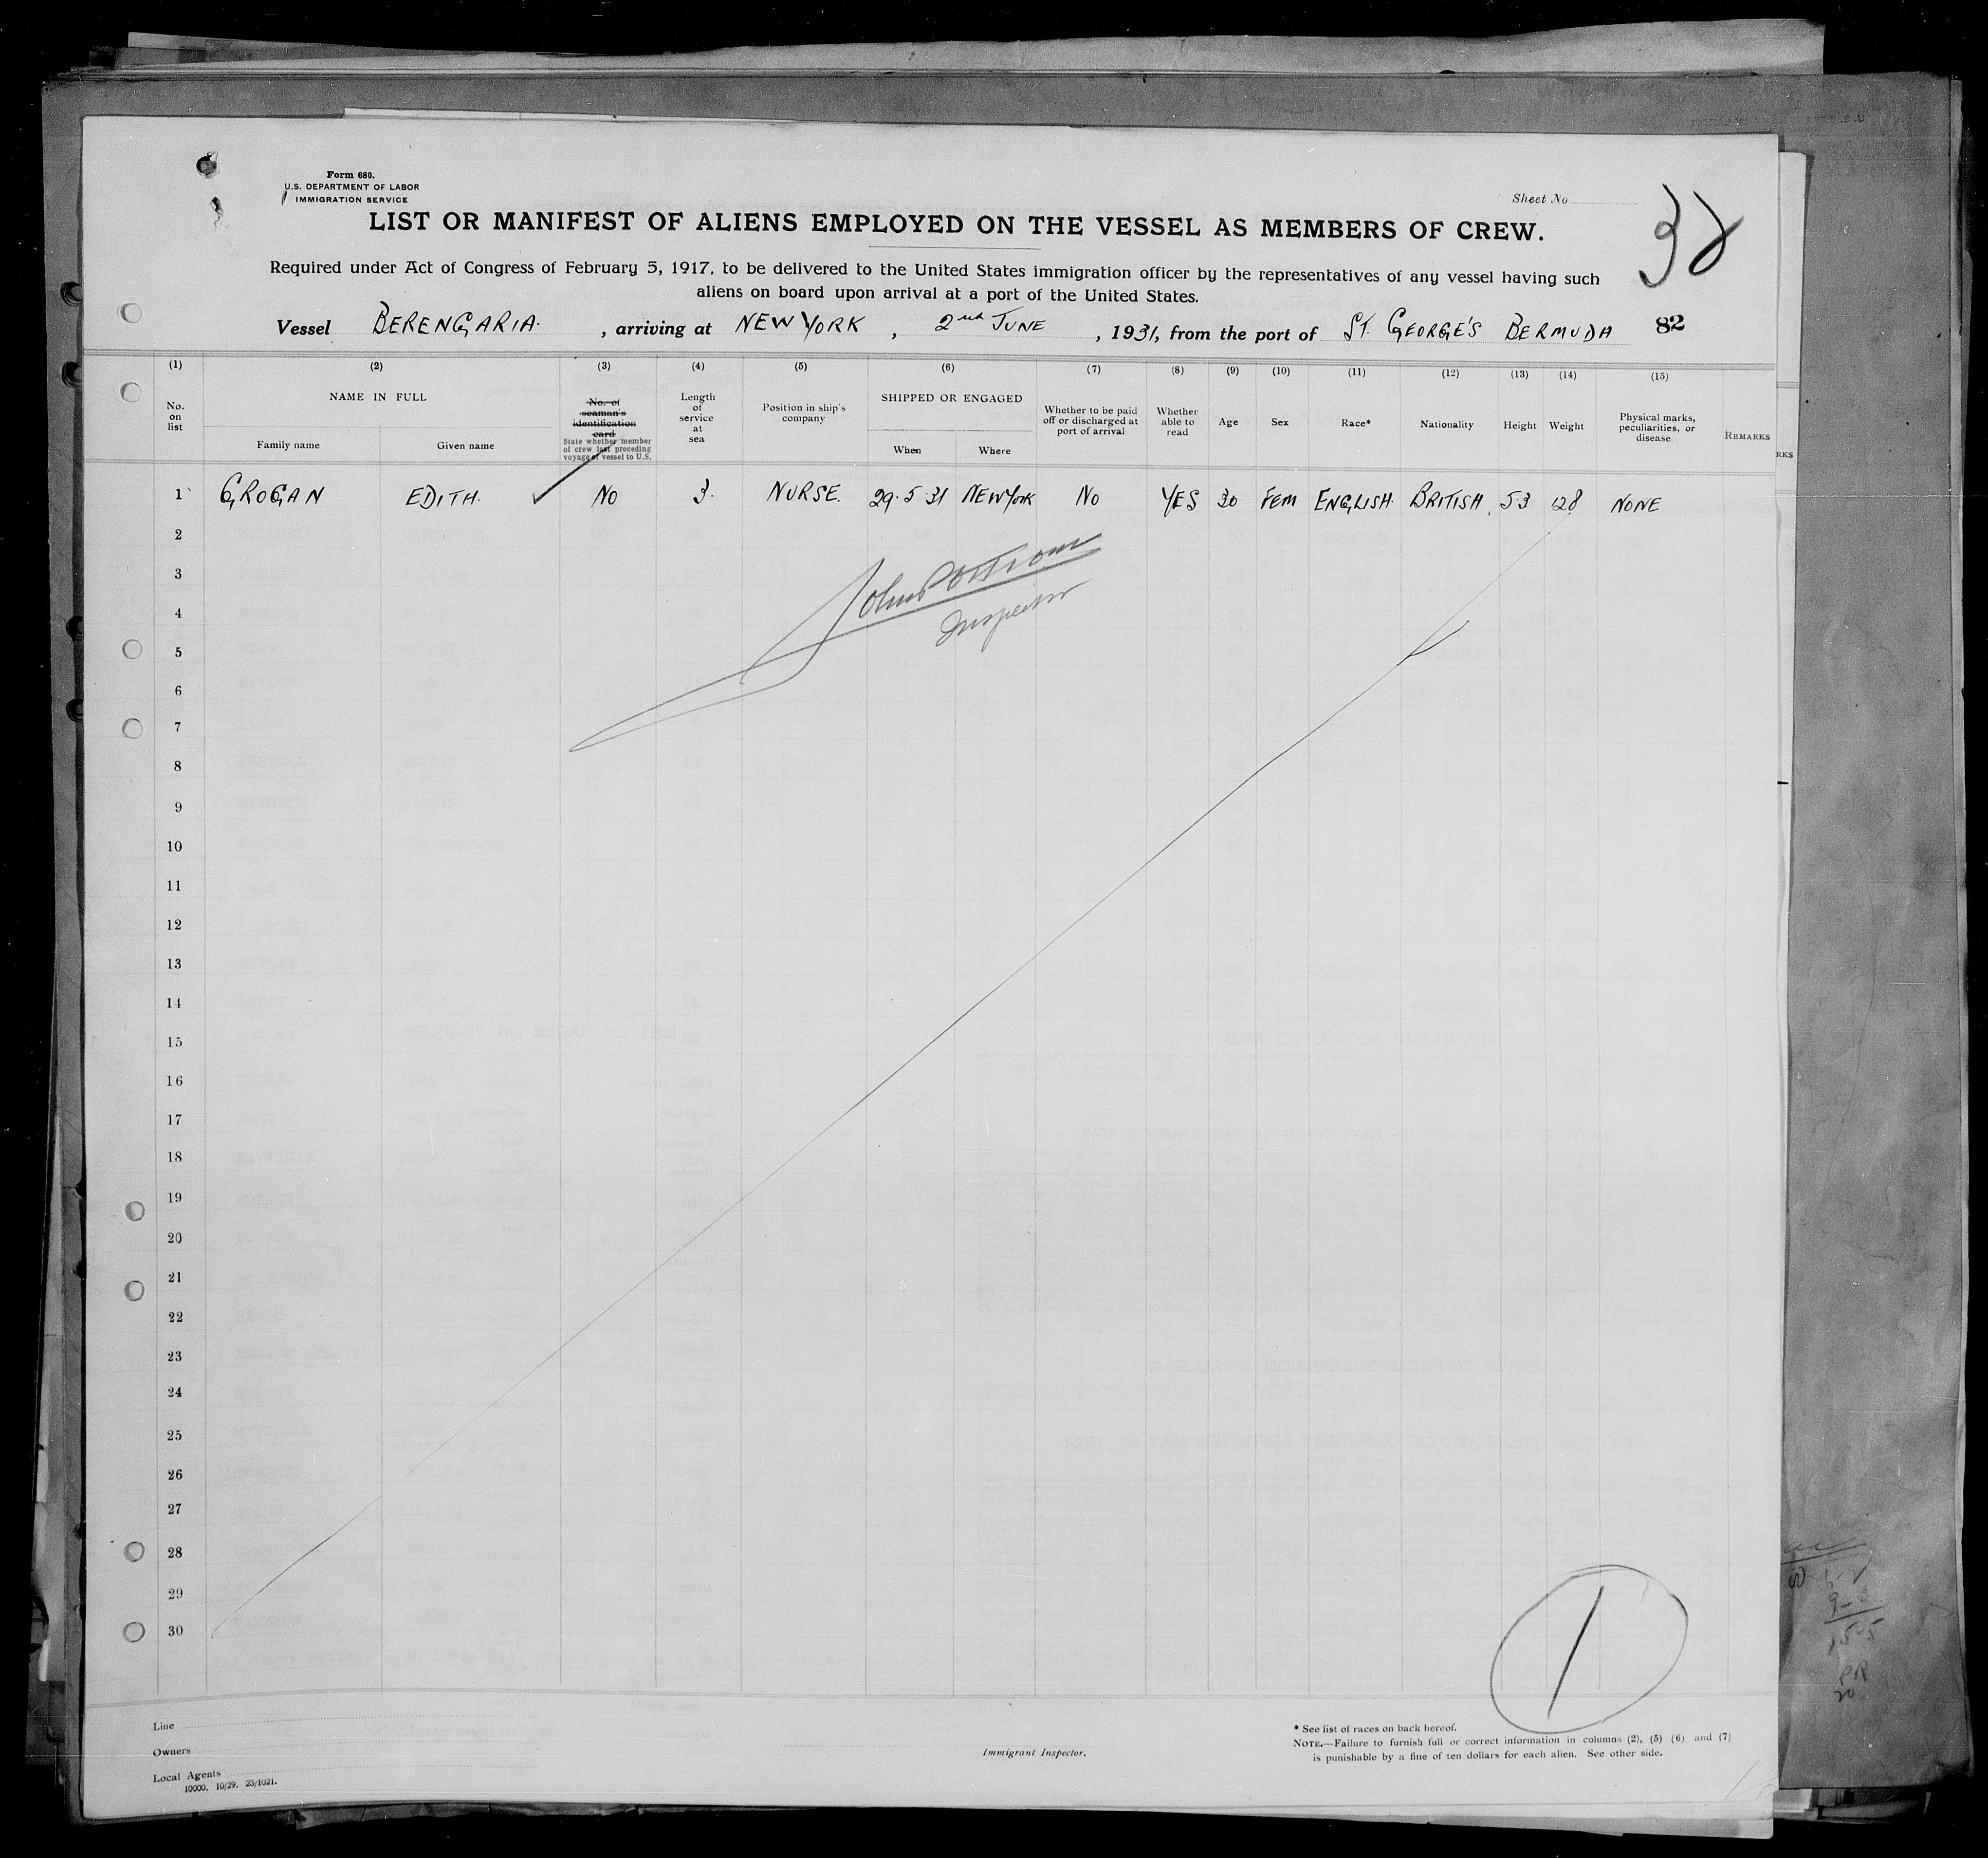 Form 680.
U.S. DEPARTMENT OF LABOR
IMMIGRATION SERVICE
Sheet No
38
LIST OR MANIFEST OF ALIENS EMPLOYED ON THE VESSEL AS MEMBERS OF CREW.
Required under Act of Congress of February 5, 1917, to be delivered to the United States immigration officer by the representatives of any vessel having such
aliens on board upon arrival at a port of the United States.
Vessel BERENGARIA. , arriving at NEW YORK , 2nd JUNE , 1931, from the port of ST. GEORGE'S BERMUDA 82
(1) (2) (3) (4) (5) (6) (7) (8) (9) (10) (11) (12) (13) (14) (15)
No. on list
NAME IN FULL
Family name Given name
No. of seaman's identification card
State whether member of crew last preceding voyage of vessel to U.S.
Length of service at sea
Position in ship's company
SHIPPED OR ENGAGED
When Where
Whether to be paid off or discharged at port of arrival
Whether able to read
Age
Sex
Race*
Nationality
Height
Weight
Physical marks, peculiarities, or disease
REMARKS
RKS
1 GROGAN EDITH. NO 3. NURSE. 29.5.31 NEW YORK NO YES 30 FEM ENGLISH. BRITISH. 5.3 128 NONE
2
3
4
5
6
7
8
9
10
11
12
13
14
15
16
17
18
19
20
21
22
23
24
25
26
27
28
29
30
Inspector
1
Line
Owners
Local Agents
10000, 10/29, 23/1021.
Immigrant Inspector.
* See list of races on back hereof.
NOTE.—Failure to furnish full or correct information in columns (2), (5) (6) and (7)
is punishable by a fine of ten dollars for each alien. See other side.